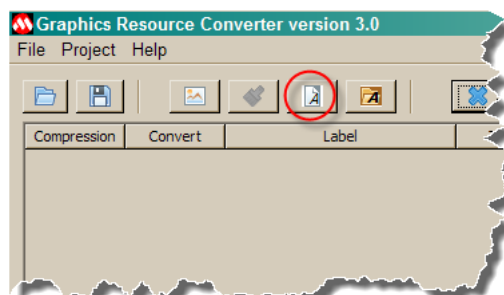 Graphics Resource Converter version 3.0
File Project Help
A A
Compression Convert Label